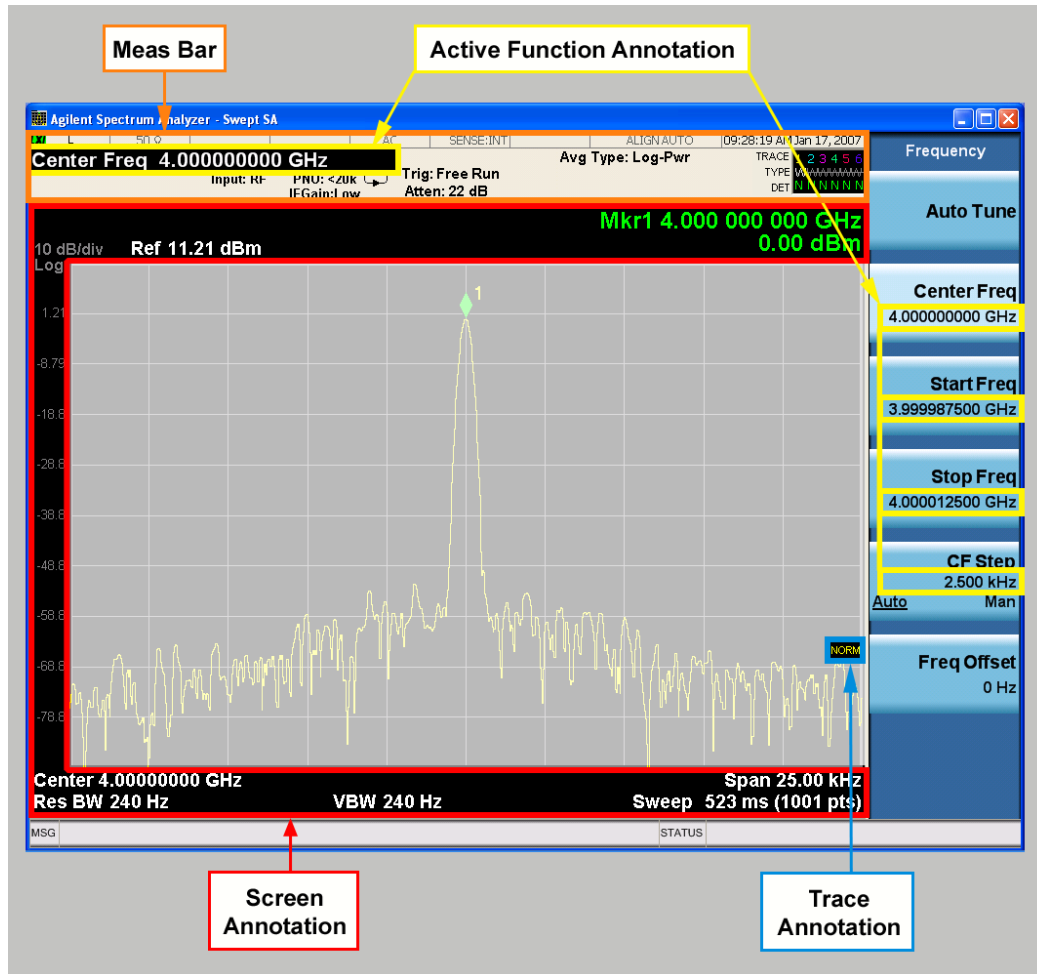 Meas Bar
Active Function Annotation
Agilent Spectrum Analyzer - Swept SA
L 50 Ω AC SENSE:INT ALIGN AUTO 09:28:19 AM Jan 17, 2007
Center Freq 4.000000000 GHz
Input: RF
PNO: <20k
IFGain:Low
Trig: Free Run
Atten: 22 dB
Avg Type: Log-Pwr
TRACE 1 2 3 4 5 6
TYPE
DET N N N N N N
Mkr1 4.000 000 000 GHz
0.00 dBm
10 dB/div Ref 11.21 dBm
Log
1
1.21
-8.79
-18.8
-28.8
-38.8
-48.8
-58.8
-68.8
-78.8
NORM
Center 4.00000000 GHz Span 25.00 kHz
Res BW 240 Hz VBW 240 Hz Sweep 523 ms (1001 pts)
MSG STATUS
Frequency
Auto Tune
Center Freq
4.000000000 GHz
Start Freq
3.999987500 GHz
Stop Freq
4.000012500 GHz
CF Step
2.500 kHz
Auto Man
Freq Offset
0 Hz
Screen
Annotation
Trace
Annotation